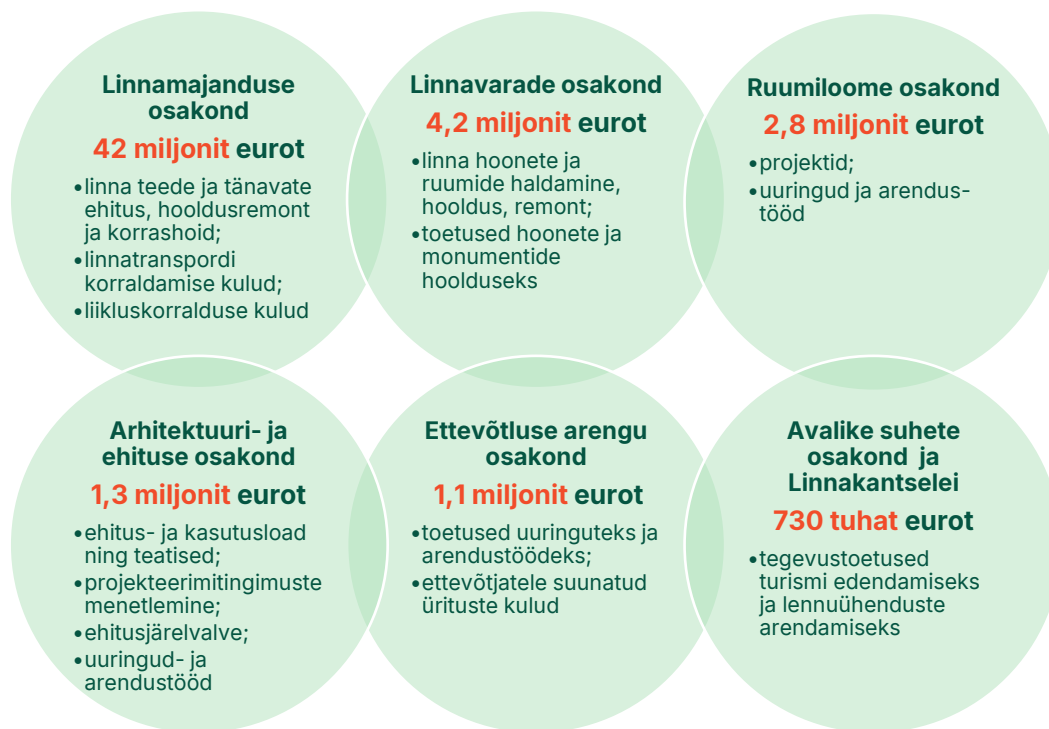 Linnamajanduse
osakond
42 miljonit eurot
•linna teede ja tänavate
ehitus, hooldusremont
ja korrashoid;
•linnatranspordi
korraldamise kulud;
•liikluskorralduse kulud
Linnavarade osakond
4,2 miljonit eurot
•linna hoonete ja
ruumide haldamine,
hooldus, remont;
•toetused hoonete ja
monumentide
hoolduseks
Ruumiloome osakond
2,8 miljonit eurot
•projektid;
•uuringud ja arendus-
tööd
Arhitektuuri- ja
ehituse osakond
1,3 miljonit eurot
•ehitus- ja kasutusload
ning teatised;
•projekteerimitingimuste
menetlemine;
•ehitusjärelvalve;
•uuringud- ja
arendustööd
Ettevõtluse arengu
osakond
1,1 miljonit eurot
•toetused uuringuteks ja
arendustöödeks;
•ettevõtjatele suunatud
ürituste kulud
Avalike suhete
osakond ja
Linnakantselei
730 tuhat eurot
•tegevustoetused
turismi edendamiseks
ja lennuühenduste
arendamiseks